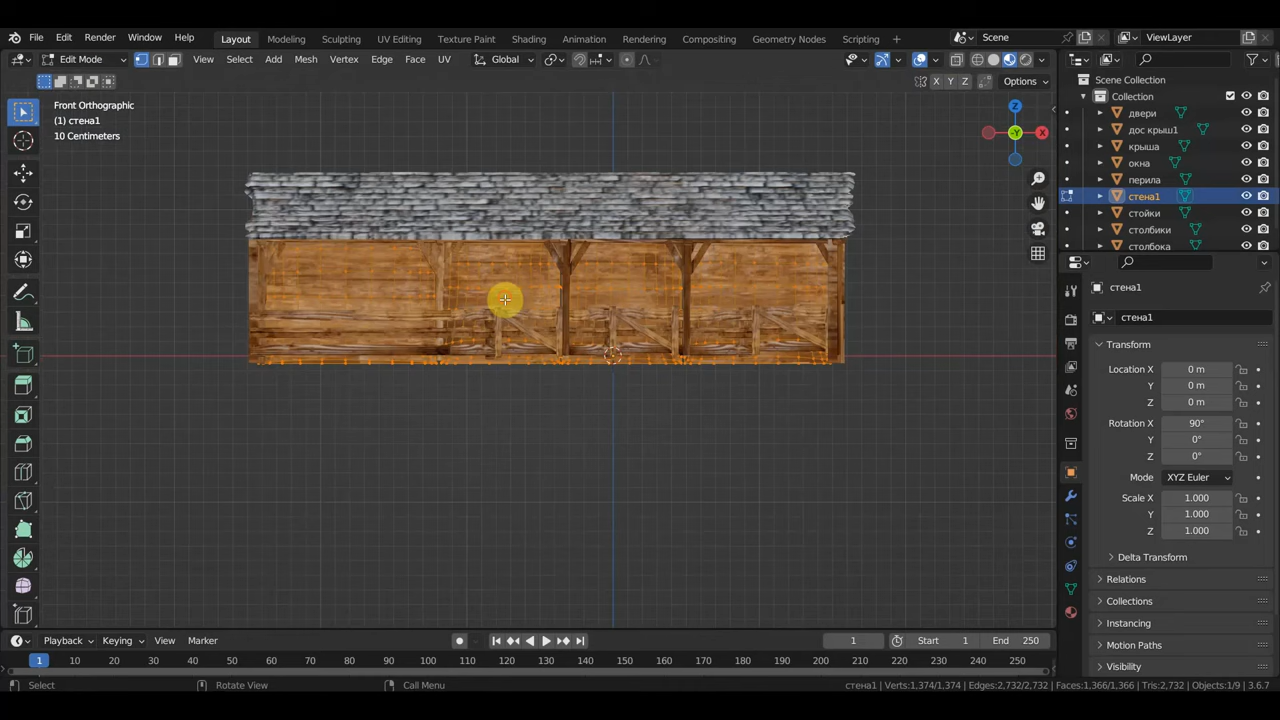 File Edit Render Window Help Layout Modeling Sculpting UV Editing Texture Paint Shading Animation Rendering Compositing Geometry Nodes Scripting Scene ViewLayer
Edit Mode View Select Add Mesh Vertex Edge Face UV Global
X Y Z Options
Front Orthographic
(1) стена1
10 Centimeters
Z
-Y
X
Scene Collection
Collection
двери
дос крыш1
крыша
окна
перила
стена1
стойки
столбики
столбока
стена1
стена1
Transform
Location X 0 m
Y 0 m
Z 0 m
Rotation X 90°
Y 0°
Z 0°
Mode XYZ Euler
Scale X 1.000
Y 1.000
Z 1.000
Delta Transform
Relations
Collections
Instancing
Motion Paths
Visibility
Playback Keying View Marker 1 Start 1 End 250
1 10 20 30 40 50 60 70 80 90 100 110 120 130 140 150 160 170 180 190 200 210 220 230 240 250
Select Rotate View Call Menu стена1 | Verts:1,374/1,374 | Edges:2,732/2,732 | Faces:1,366/1,366 | Tris:2,732 | Objects:1/9 | 3.6.7